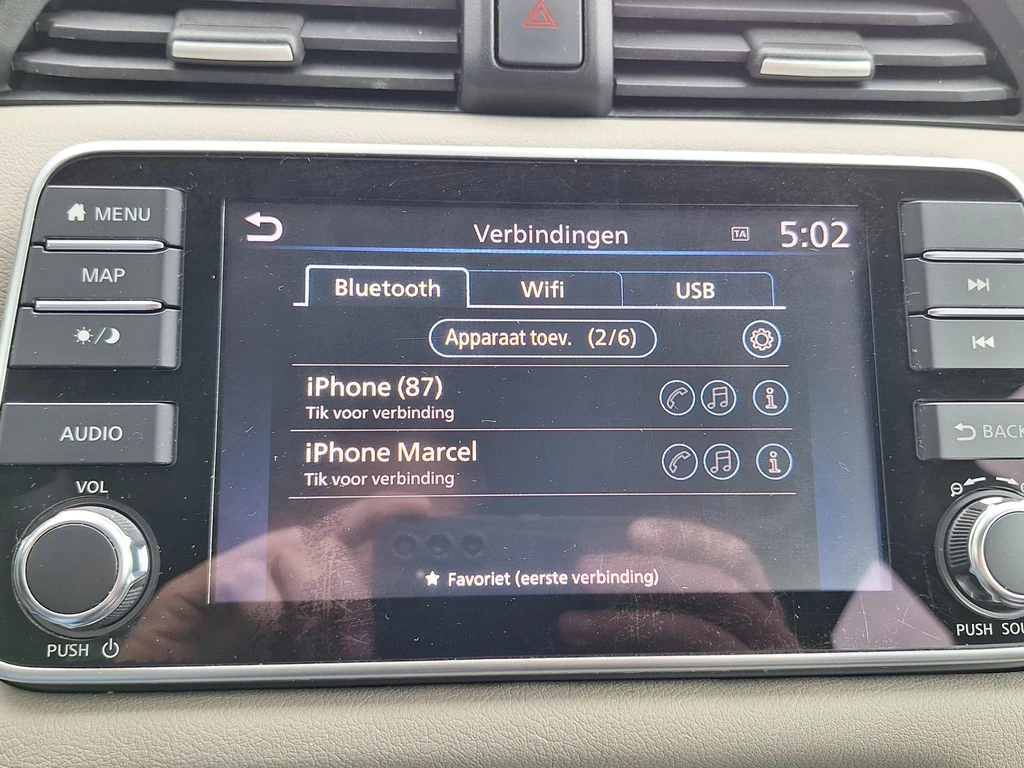 MENU
MAP
AUDIO
VOL
PUSH
Verbindingen
TA
5:02
Bluetooth
Wifi
USB
Apparaat toev. (2/6)
iPhone (87)
Tik voor verbinding
iPhone Marcel
Tik voor verbinding
Favoriet (eerste verbinding)
BACK
PUSH SOU